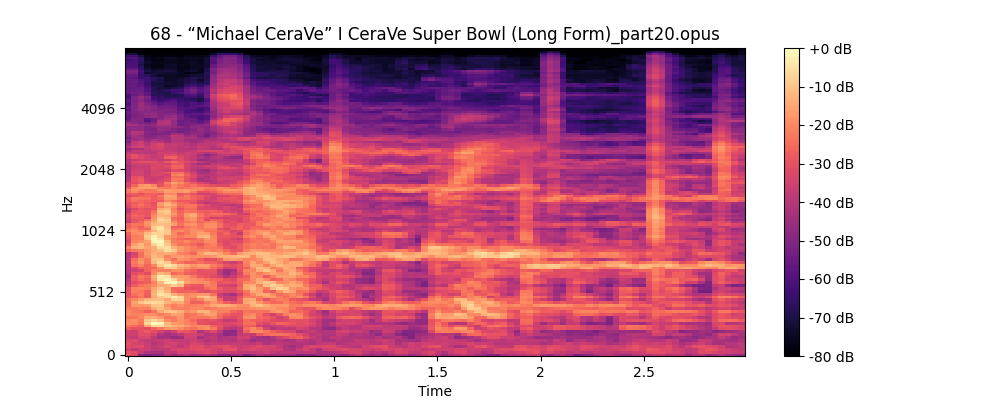 68 - “Michael CeraVe” I CeraVe Super Bowl (Long Form)_part20.opus
Hz
4096
2048
1024
512
0
0
0.5
1
1.5
2
2.5
Time
+0 dB
-10 dB
-20 dB
-30 dB
-40 dB
-50 dB
-60 dB
-70 dB
-80 dB